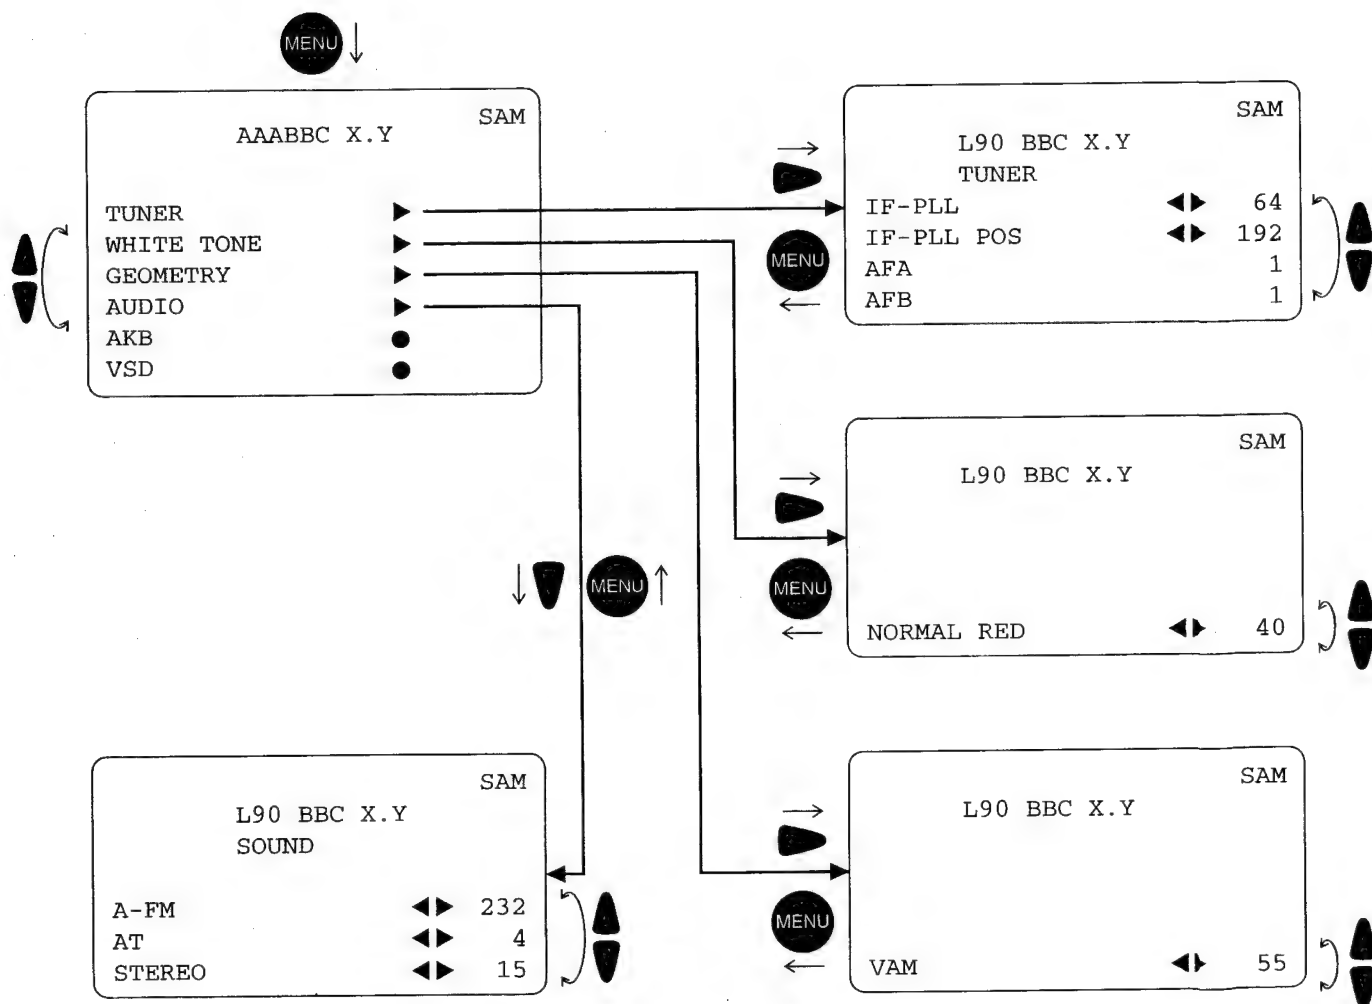 MENU
SAM
AAABBC X.Y
TUNER
WHITE TONE
GEOMETRY
AUDIO
AKB
VSD
MENU
SAM
L90 BBC X.Y
TUNER
IF-PLL 64
IF-PLL POS 192
AFA 1
AFB 1
MENU
SAM
L90 BBC X.Y
NORMAL RED 40
MENU
MENU
SAM
L90 BBC X.Y
SOUND
A-FM 232
AT 4
STEREO 15
MENU
SAM
L90 BBC X.Y
VAM 55